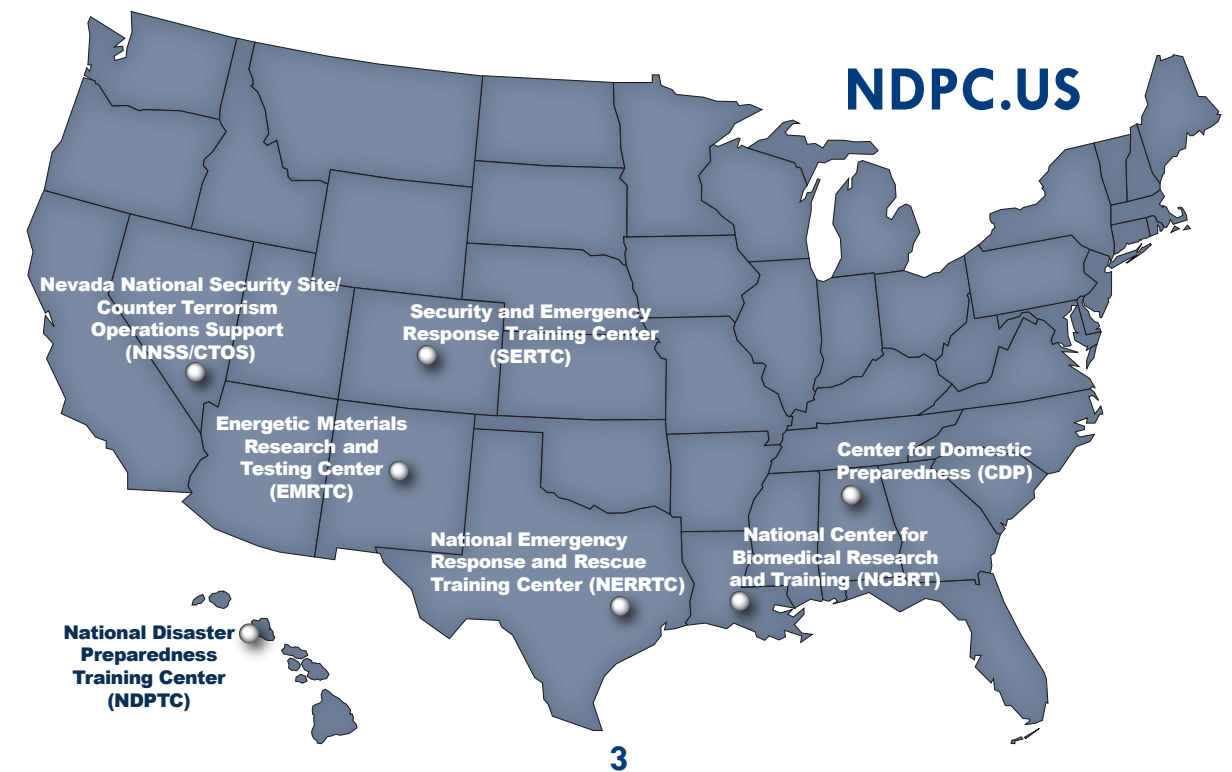 NDPC.US
Nevada National Security Site/
Counter Terrorism
Operations Support
(NNSS/CTOS)
Security and Emergency
Response Training Center
(SERTC)
Energetic Materials
Research and
Testing Center
(EMRTC)
Center for Domestic
Preparedness (CDP)
National Emergency
Response and Rescue
Training Center (NERRTC)
National Center for
Biomedical Research
and Training (NCBRT)
National Disaster
Preparedness
Training Center
(NDPTC)
3